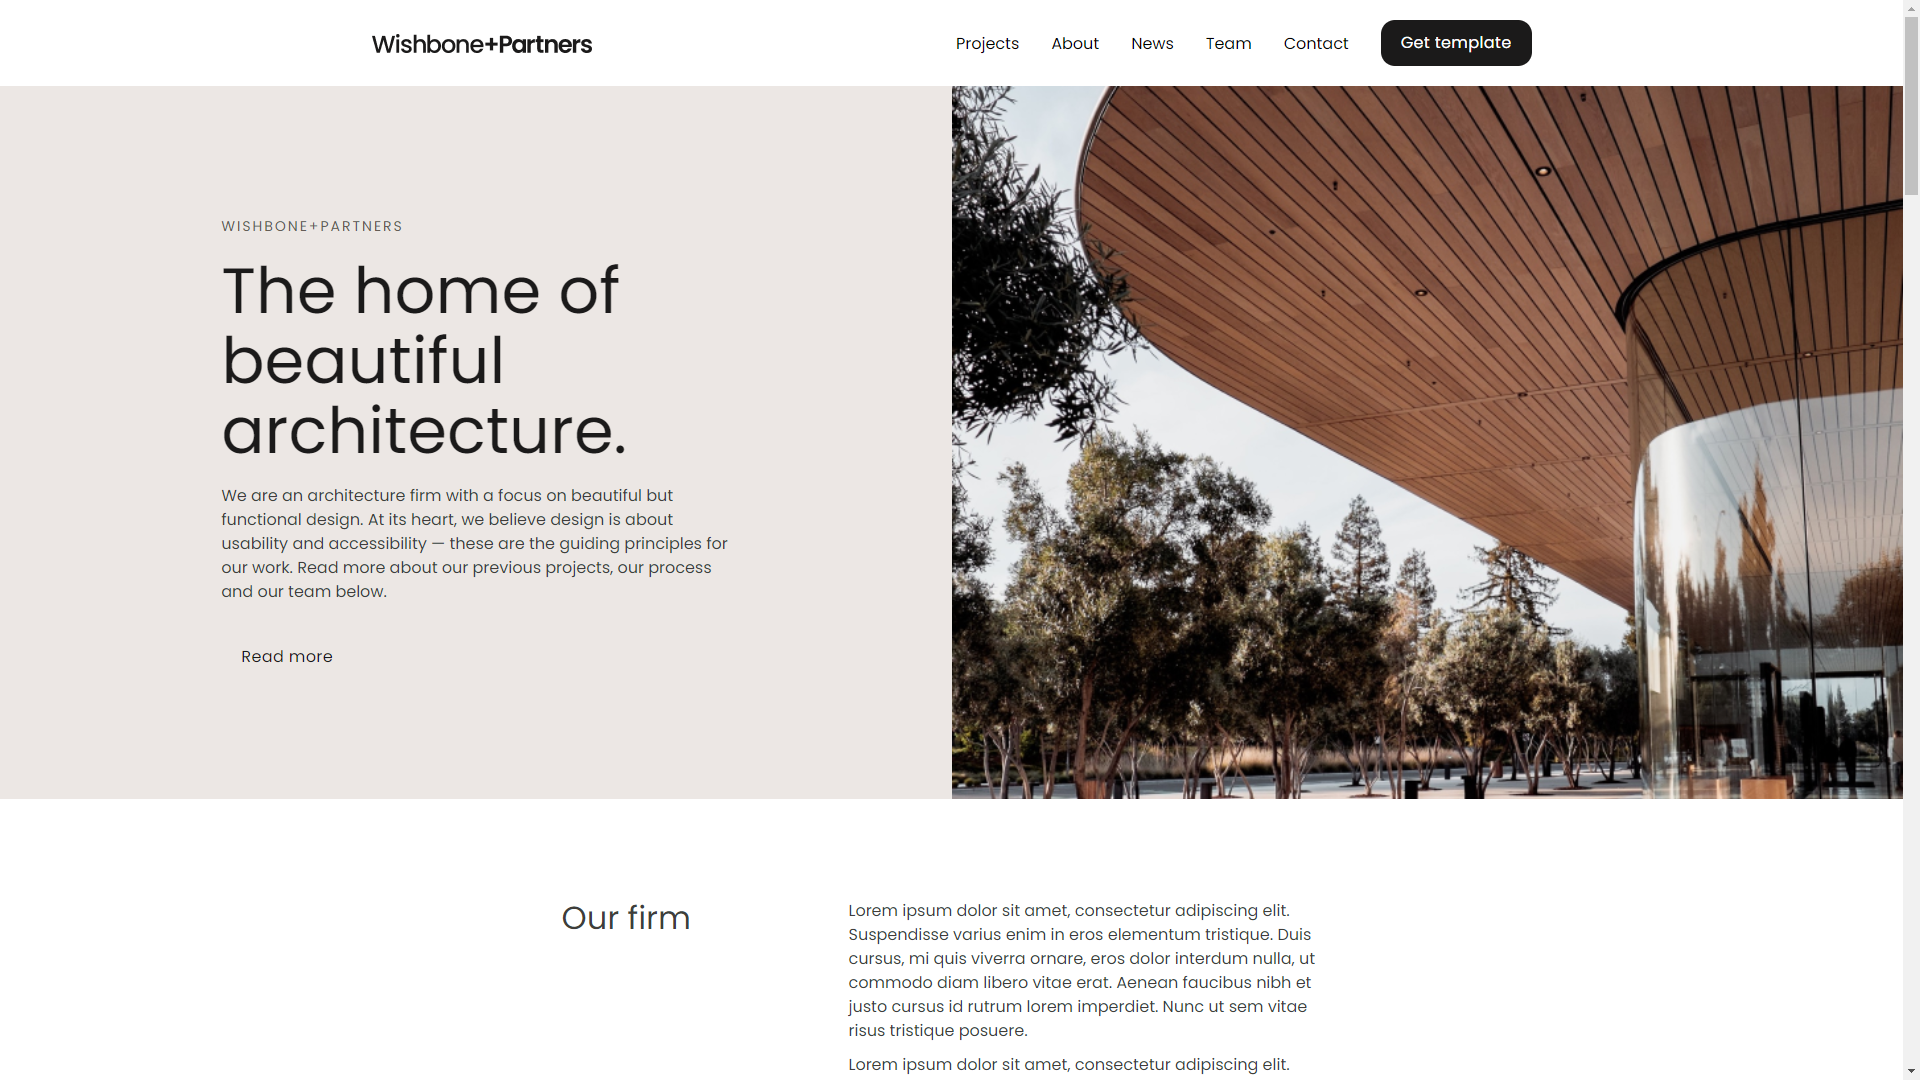 Wishbone+Partners
Projects
About
News
Team
Contact
Get template
WISHBONE+PARTNERS
The home of
beautiful
architecture.
We are an architecture firm with a focus on beautiful but
functional design. At its heart, we believe design is about
usability and accessibility — these are the guiding principles for
our work. Read more about our previous projects, our process
and our team below.
Read more
Our firm
Lorem ipsum dolor sit amet, consectetur adipiscing elit.
Suspendisse varius enim in eros elementum tristique. Duis
cursus, mi quis viverra ornare, eros dolor interdum nulla, ut
commodo diam libero vitae erat. Aenean faucibus nibh et
justo cursus id rutrum lorem imperdiet. Nunc ut sem vitae
risus tristique posuere.
Lorem ipsum dolor sit amet, consectetur adipiscing elit.